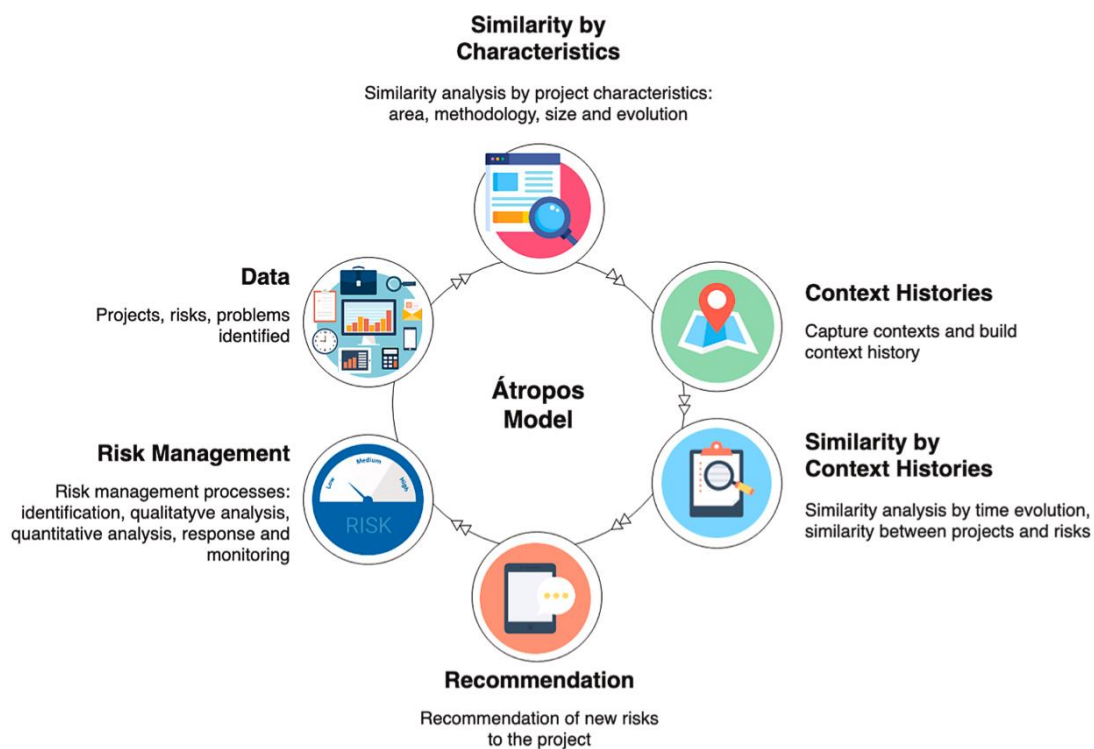 Similarity by
Characteristics
Similarity analysis by project characteristics:
area, methodology, size and evolution
Data
Projects, risks, problems
identified
Context Histories
Capture contexts and build
context history
Átropos
Model
Risk Management
Risk management processes:
identification, qualitatyve analysis,
quantitative analysis, response and
monitoring
Low
Medium
High
RISK
Similarity by
Context Histories
Similarity analysis by time evolution,
similarity between projects and risks
Recommendation
Recommendation of new risks
to the project